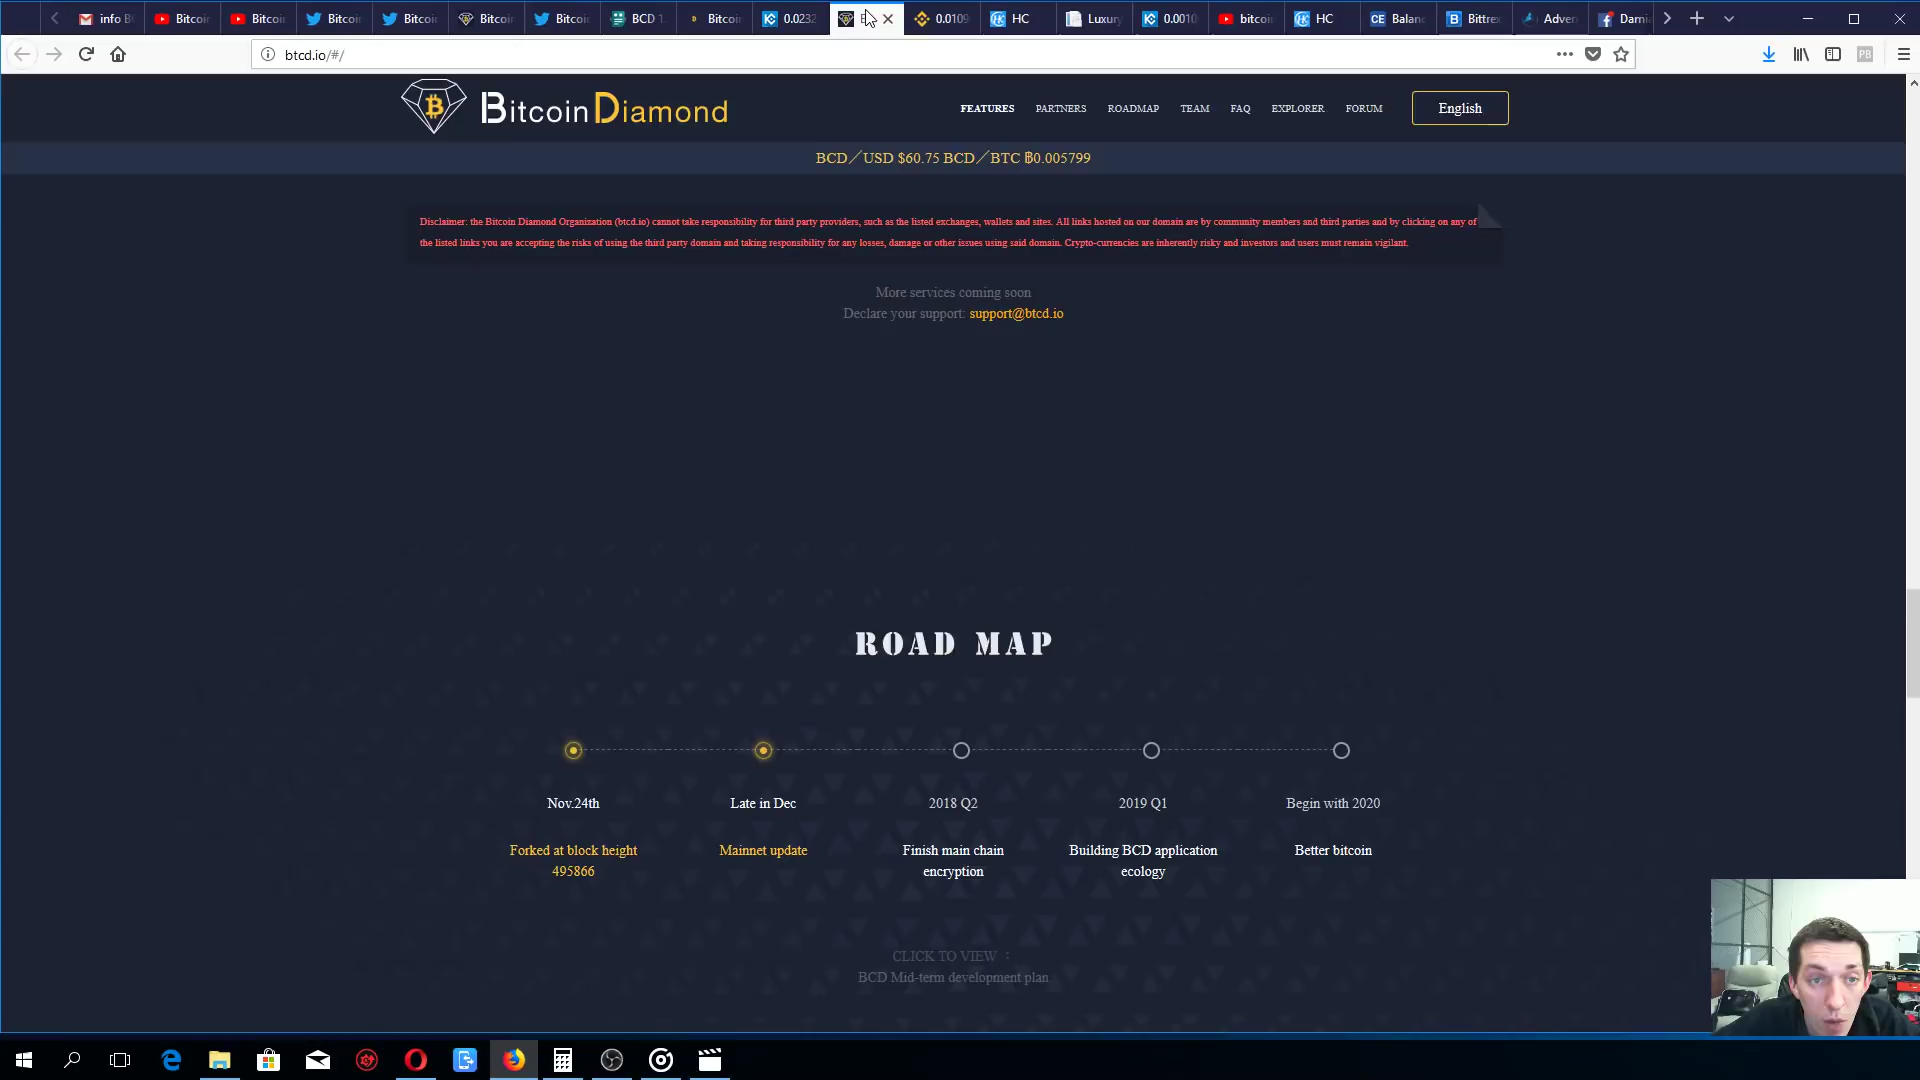 info B
Bitcoin
Bitcoi
Bitcoi
Bitcoi
Bitcoin
Bitcoi
BCD 1
Bitcoin
0.0232
0.0109
HC
Luxury
0.0010
bitcoin
HC
Balanc
Bittrex
Adver
Dami
btcd.io/#/
BitcoinDiamond
FEATURES PARTNERS ROADMAP TEAM FAQ EXPLORER FORUM English
BCD／USD $60.75 BCD／BTC ฿0.005799
Disclaimer: the Bitcoin Diamond Organization (btcd.io) cannot take responsibility for third party providers, such as the listed exchanges, wallets and sites. All links hosted on our domain are by community members and third parties and by clicking on any of
the listed links you are accepting the risks of using the third party domain and taking responsibility for any losses, damage or other issues using said domain. Crypto-currencies are inherently risky and investors and users must remain vigilant.
More services coming soon
Declare your support: support@btcd.io
ROAD MAP
Nov.24th
Forked at block height
495866
Late in Dec
Mainnet update
2018 Q2
Finish main chain
encryption
2019 Q1
Building BCD application
ecology
Begin with 2020
Better bitcoin
CLICK TO VIEW ：
BCD Mid-term development plan